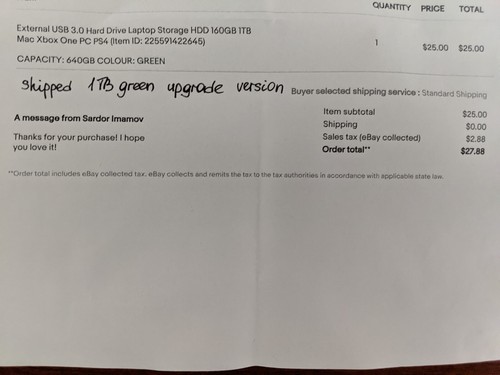 QUANTITY PRICE TOTAL
External USB 3.0 Hard Drive Laptop Storage HDD 160GB 1TB
Mac Xbox One PC PS4 (Item ID: 225591422645)
1 $25.00 $25.00
CAPACITY: 640GB COLOUR: GREEN
shipped 1TB green upgrade version
Buyer selected shipping service : Standard Shipping
A message from Sardor Imamov
Thanks for your purchase! I hope
you love it!
Item subtotal $25.00
Shipping $0.00
Sales tax (eBay collected) $2.88
Order total** $27.88
**Order total includes eBay collected tax. eBay collects and remits the tax to the tax authorities in accordance with applicable state law.